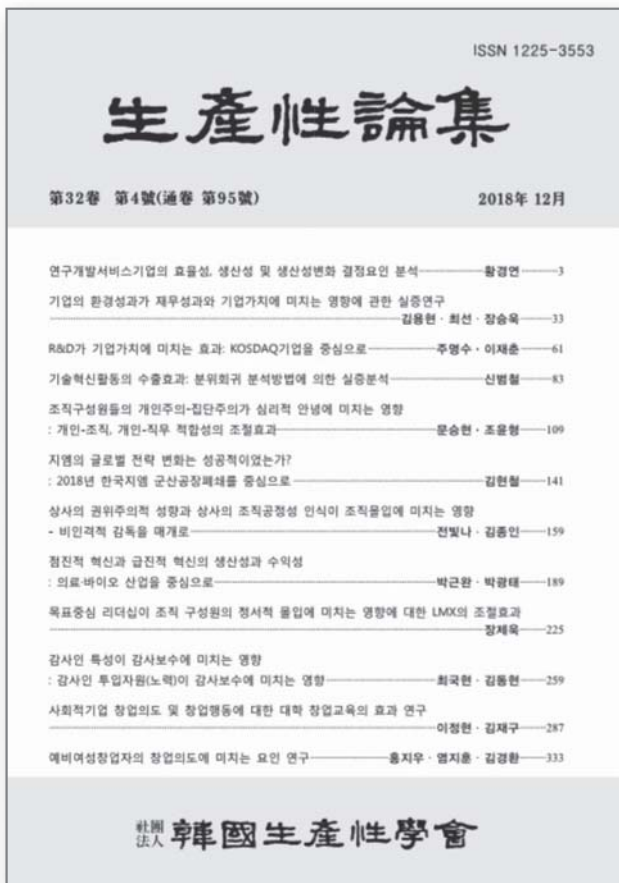 ISSN 1225-3553
生産性論集
第32卷 第4號(通卷 第95號)
2018年 12月
연구개발서비스기업의 효율성, 생산성 및 생산성변화 결정요인 분석 황경연 3
기업의 환경성과가 재무성과와 기업가치에 미치는 영향에 관한 실증연구
김용현 · 최선 · 장승욱 33
R&D가 기업가치에 미치는 효과: KOSDAQ기업을 중심으로 주명수 · 이재춘 61
기술혁신활동의 수출효과: 분위회귀 분석방법에 의한 실증분석 신범철 83
조직구성원들의 개인주의-집단주의가 심리적 안녕에 미치는 영향
: 개인-조직, 개인-직무 적합성의 조절효과 문승현 · 조윤형 109
지엠의 글로벌 전략 변화는 성공적이었는가?
: 2018년 한국지엠 군산공장폐쇄를 중심으로 김현철 141
상사의 권위주의적 성향과 상사의 조직공정성 인식이 조직몰입에 미치는 영향
- 비인격적 감독을 매개로 전빛나 · 김종인 159
점진적 혁신과 급진적 혁신의 생산성과 수익성
: 의료·바이오 산업을 중심으로 박근완 · 박광태 189
목표중심 리더십이 조직 구성원의 정서적 몰입에 미치는 영향에 대한 LMX의 조절효과
장제욱 225
감사인 특성이 감사보수에 미치는 영향
: 감사인 투입자원(노력)이 감사보수에 미치는 영향 최국현 · 김동현 259
사회적기업 창업의도 및 창업행동에 대한 대학 창업교육의 효과 연구
이정현 · 김재구 287
예비여성창업자의 창업의도에 미치는 요인 연구 홍지우 · 염지훈 · 김경환 333
社團法人 韓國生産性學會